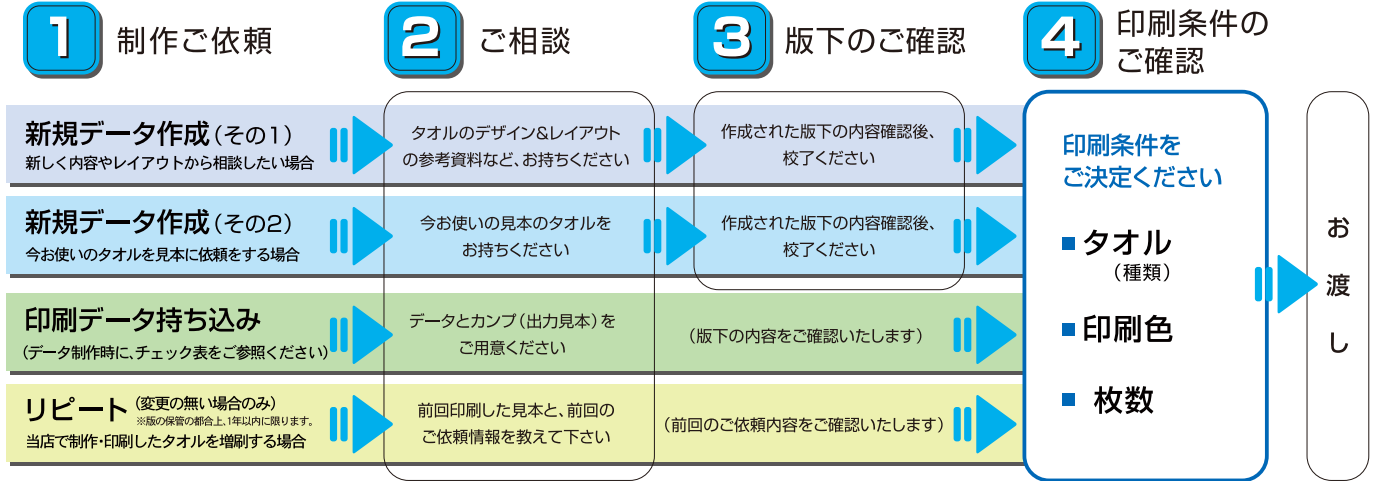 1 制作ご依頼
2 ご相談
3 版下のご確認
4 印刷条件の
ご確認
新規データ作成(その1)
新しく内容やレイアウトから相談したい場合
タオルのデザイン&レイアウト
の参考資料など、お持ちください
作成された版下の内容確認後、
校了ください
新規データ作成(その2)
今お使いのタオルを見本に依頼をする場合
今お使いの見本のタオルを
お持ちください
作成された版下の内容確認後、
校了ください
印刷データ持ち込み
(データ制作時に、チェック表をご参照ください)
データとカンプ(出力見本)を
ご用意ください
(版下の内容をご確認いたします)
リピート(変更の無い場合のみ)
※版の保管の都合上、1年以内に限ります。
当店で制作・印刷したタオルを増刷する場合
前回印刷した見本と、前回の
ご依頼情報を教えて下さい
(前回のご依頼内容をご確認いたします)
印刷条件を
ご決定ください
■タオル
(種類)
■印刷色
■枚数
お渡し